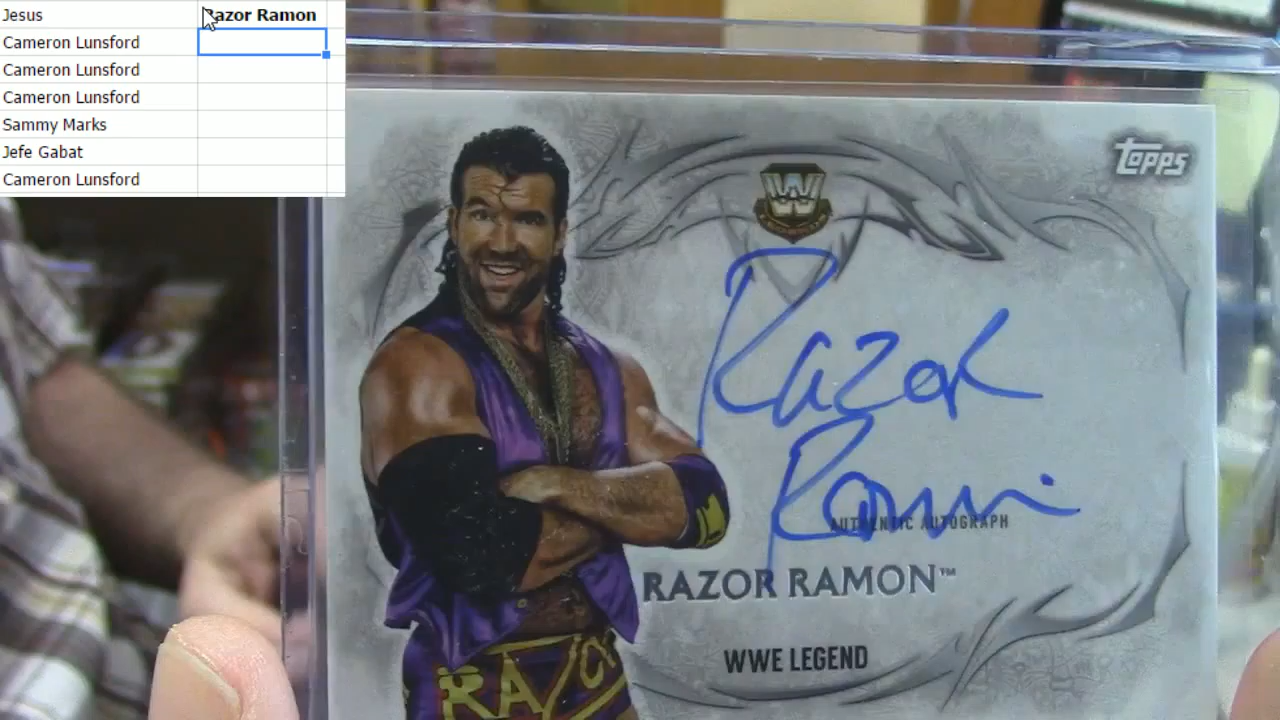 Jesus Razor Ramon
Cameron Lunsford
Cameron Lunsford
Cameron Lunsford
Sammy Marks
Jefe Gabat
Cameron Lunsford
Topps
W
Razor
Ramon
AUTHENTIC AUTOGRAPH
RAZOR RAMON™
WWE LEGEND
RAZOR